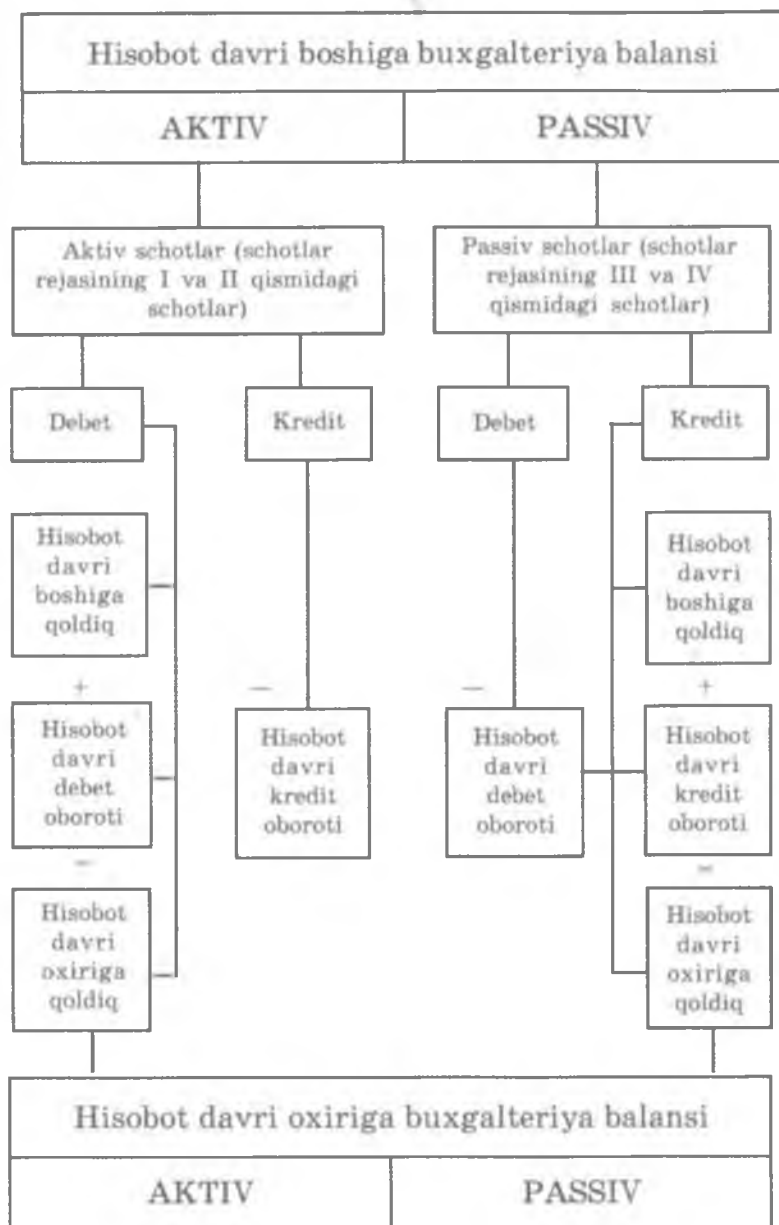 Hisobot davri boshiga buxgalteriya balansi
AKTIV
PASSIV
Aktiv schotlar (schotlar
rejasining I va II qismidagi
schotlar)
Passiv schotlar (schotlar
rejasining III va IV
qismidagi schotlar)
Debet
Kredit
Debet
Kredit
Hisobot
davri
boshiga
qoldiq
Hisobot
davri
boshiga
qoldiq
+
—
—
+
Hisobot
davri
debet
oboroti
Hisobot
davri
kredit
oboroti
Hisobot
davri
debet
oboroti
Hisobot
davri
kredit
oboroti
Hisobot
davri
oxiriga
qoldiq
Hisobot
davri
oxiriga
qoldiq
Hisobot davri oxiriga buxgalteriya balansi
AKTIV
PASSIV